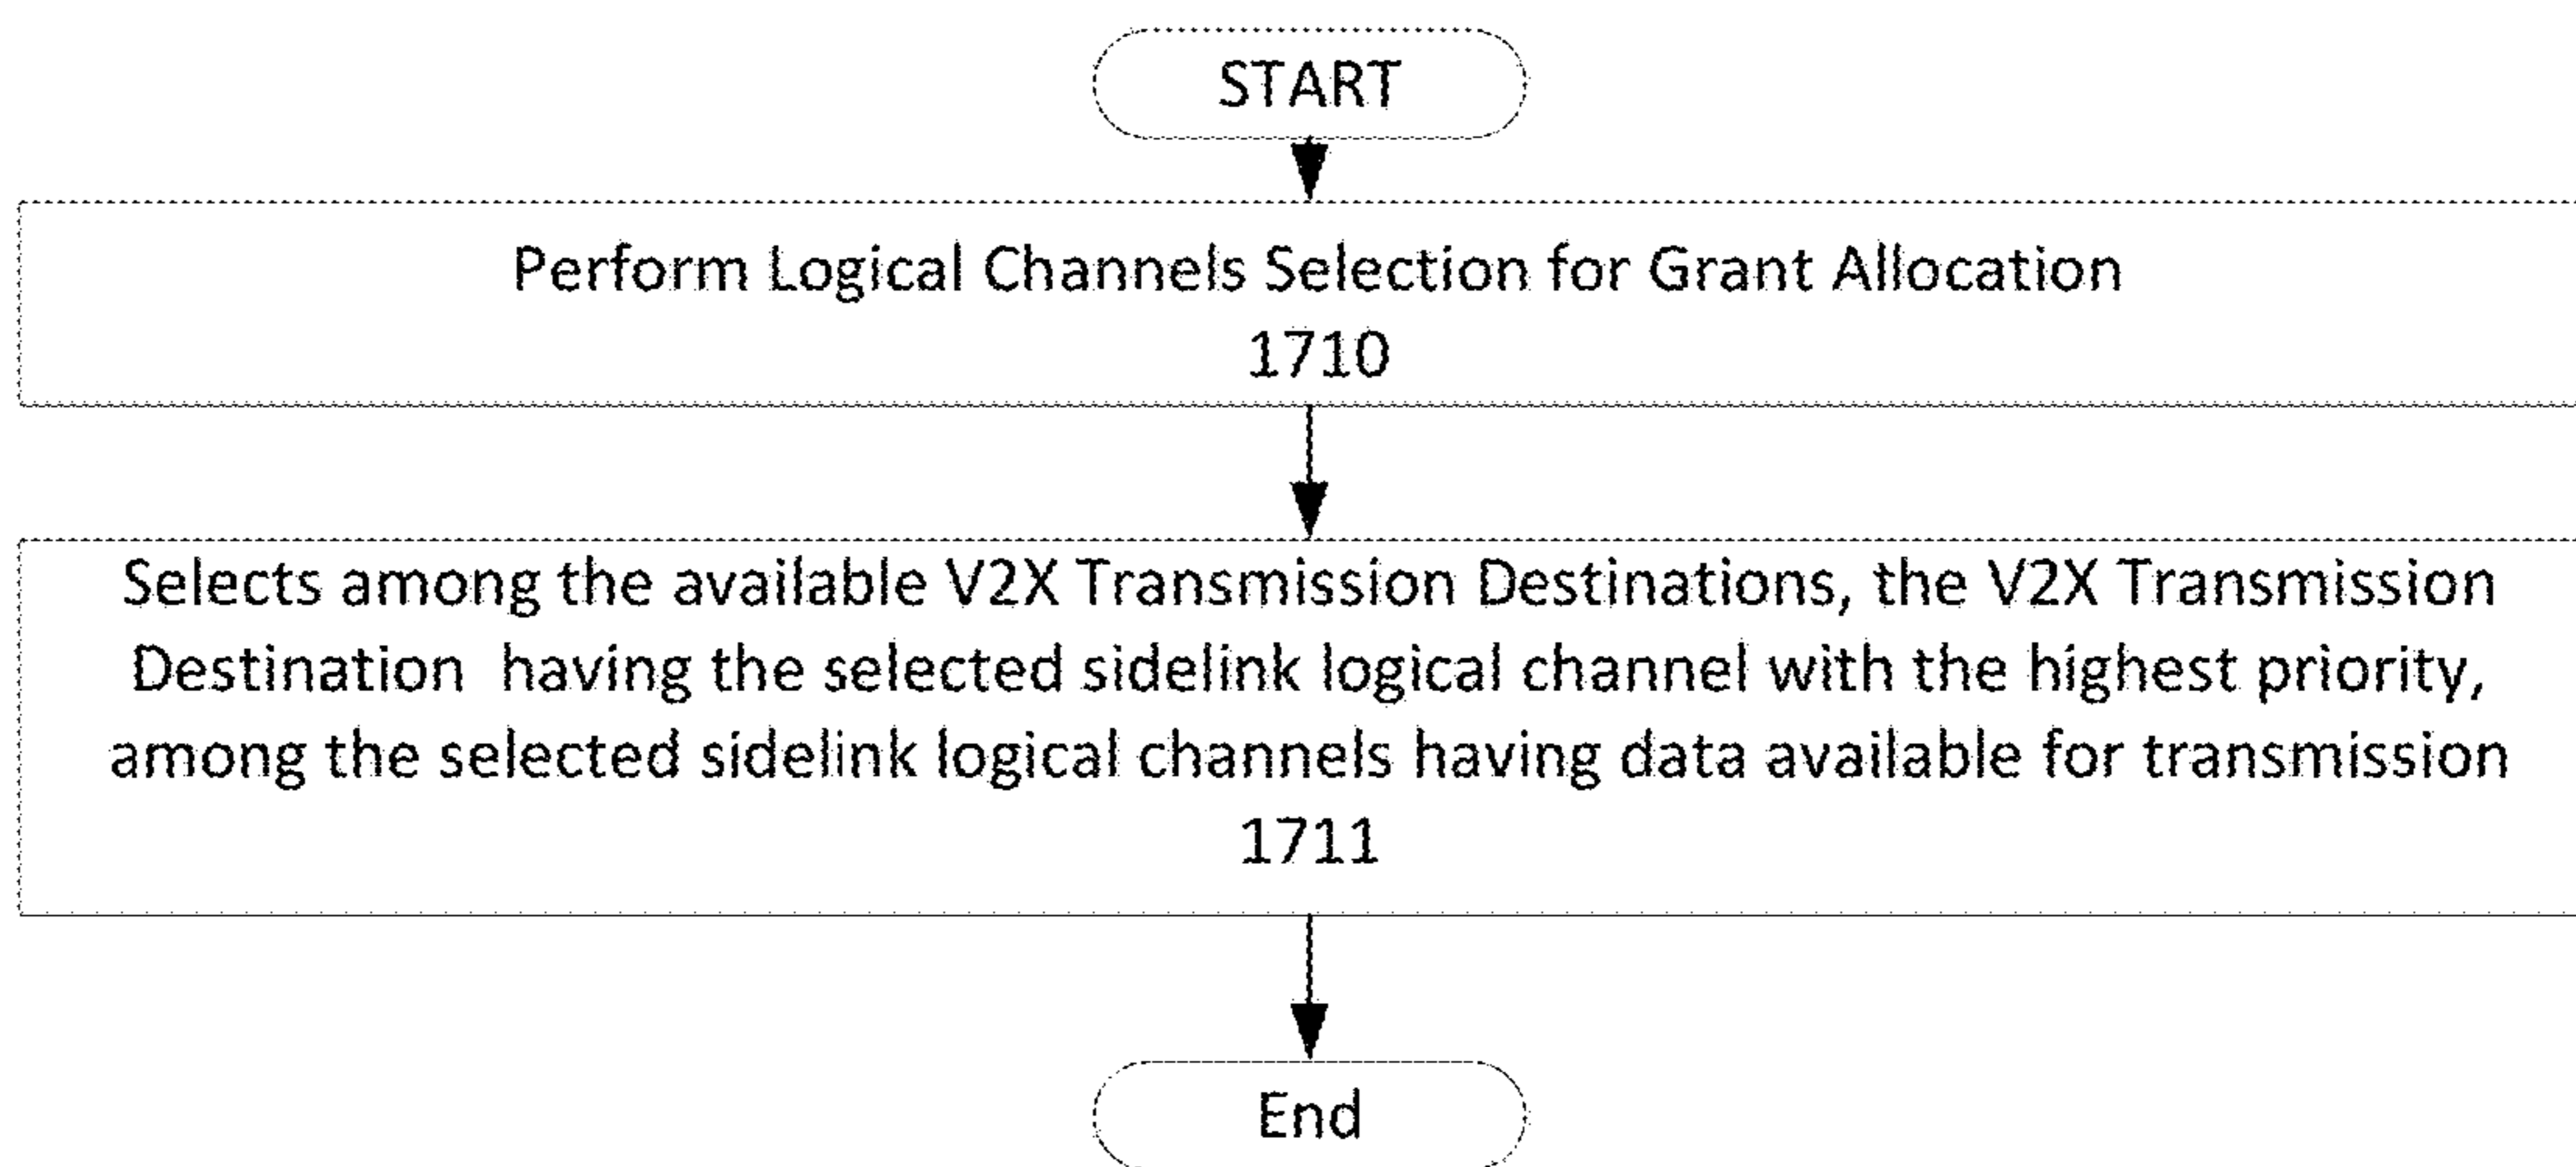 START
Perform Logical Channels Selection for Grant Allocation
1710
Selects among the available V2X Transmission Destinations, the V2X Transmission
Destination having the selected sidelink logical channel with the highest priority,
among the selected sidelink logical channels having data available for transmission
1711
End